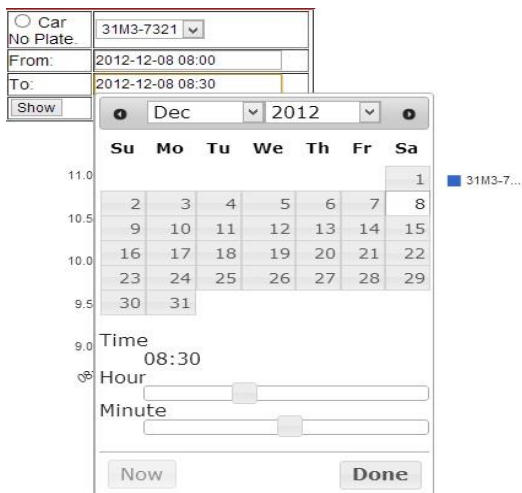 Car
No Plate.
31M3-7321
From:
2012-12-08 08:00
To:
2012-12-08 08:30
Show
Dec 2012
Su Mo Tu We Th Fr Sa
1
2 3 4 5 6 7 8
9 10 11 12 13 14 15
16 17 18 19 20 21 22
23 24 25 26 27 28 29
30 31
Time
08:30
Hour
Minute
Now Done
11.0
10.5
10.0
9.5
9.0
31M3-7...